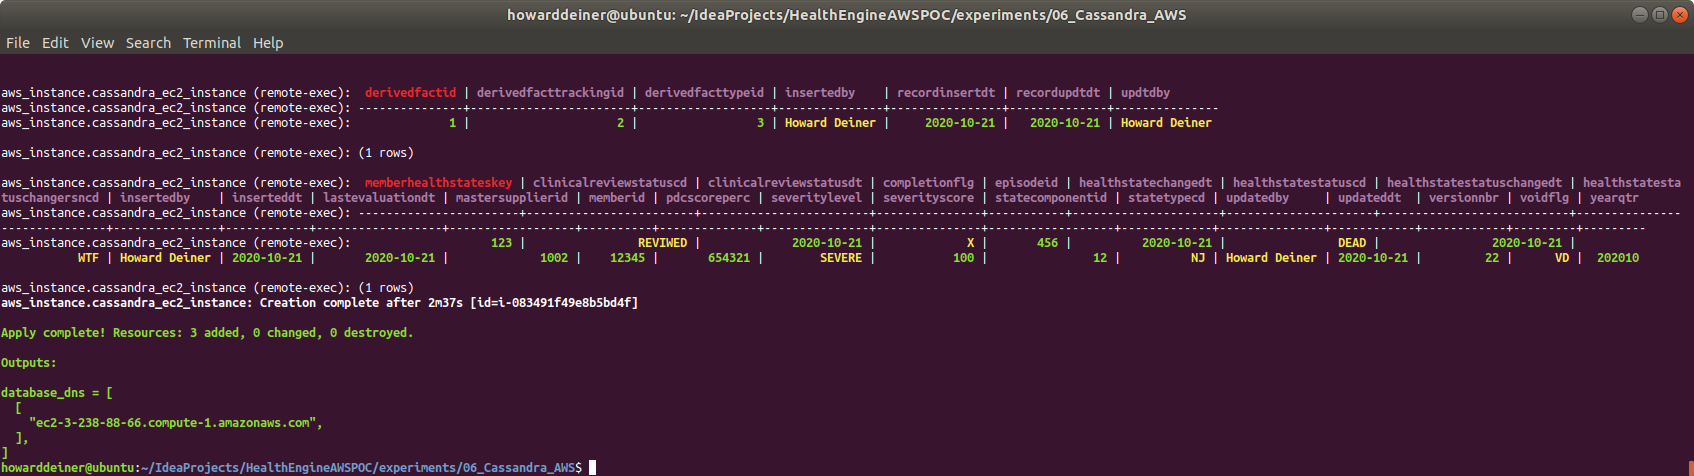 howarddeiner@ubuntu: ~/IdeaProjects/HealthEngineAWSPOC/experiments/06_Cassandra_AWS
File Edit View Search Terminal Help
aws_instance.cassandra_ec2_instance (remote-exec):  derivedfactid | derivedfacttrackingid | derivedfacttypeid | insertedby    | recordinsertdt | recordupdtdt | updtdby
aws_instance.cassandra_ec2_instance (remote-exec): ---------------+-----------------------+-------------------+---------------+----------------+--------------+---------------
aws_instance.cassandra_ec2_instance (remote-exec):              1 |                     2 |                 3 | Howard Deiner |     2020-10-21 |   2020-10-21 | Howard Deiner
aws_instance.cassandra_ec2_instance (remote-exec): (1 rows)
aws_instance.cassandra_ec2_instance (remote-exec):  memberhealthstateskey | clinicalreviewstatuscd | clinicalreviewstatusdt | completionflg | episodeid | healthstatechangedt | healthstatestatuscd | healthstatestatuschangedt | healthstatesta
tuschangersncd | insertedby    | inserteddt | lastevaluationdt | mastersupplierid | memberid | pdcscoreperc | severitylevel | severityscore | statecomponentid | statetypecd | updatedby     | updateddt  | versionnbr | voidflg | yearqtr
aws_instance.cassandra_ec2_instance (remote-exec): -----------------------+------------------------+------------------------+---------------+-----------+---------------------+---------------------+---------------------------+---------------
---------------+---------------+------------+------------------+------------------+----------+--------------+---------------+---------------+------------------+-------------+---------------+------------+------------+---------+---------
aws_instance.cassandra_ec2_instance (remote-exec):                    123 |                REVIWED |             2020-10-21 |             X |       456 |          2020-10-21 |                DEAD |                2020-10-21 |
           WTF | Howard Deiner | 2020-10-21 |       2020-10-21 |             1002 |    12345 |       654321 |        SEVERE |           100 |               12 |          NJ | Howard Deiner | 2020-10-21 |         22 |      VD |  202010
aws_instance.cassandra_ec2_instance (remote-exec): (1 rows)
aws_instance.cassandra_ec2_instance: Creation complete after 2m37s [id=i-083491f49e8b5bd4f]
Apply complete! Resources: 3 added, 0 changed, 0 destroyed.
Outputs:
database_dns = [
  [
    "ec2-3-238-88-66.compute-1.amazonaws.com",
  ],
]
howarddeiner@ubuntu:~/IdeaProjects/HealthEngineAWSPOC/experiments/06_Cassandra_AWS$